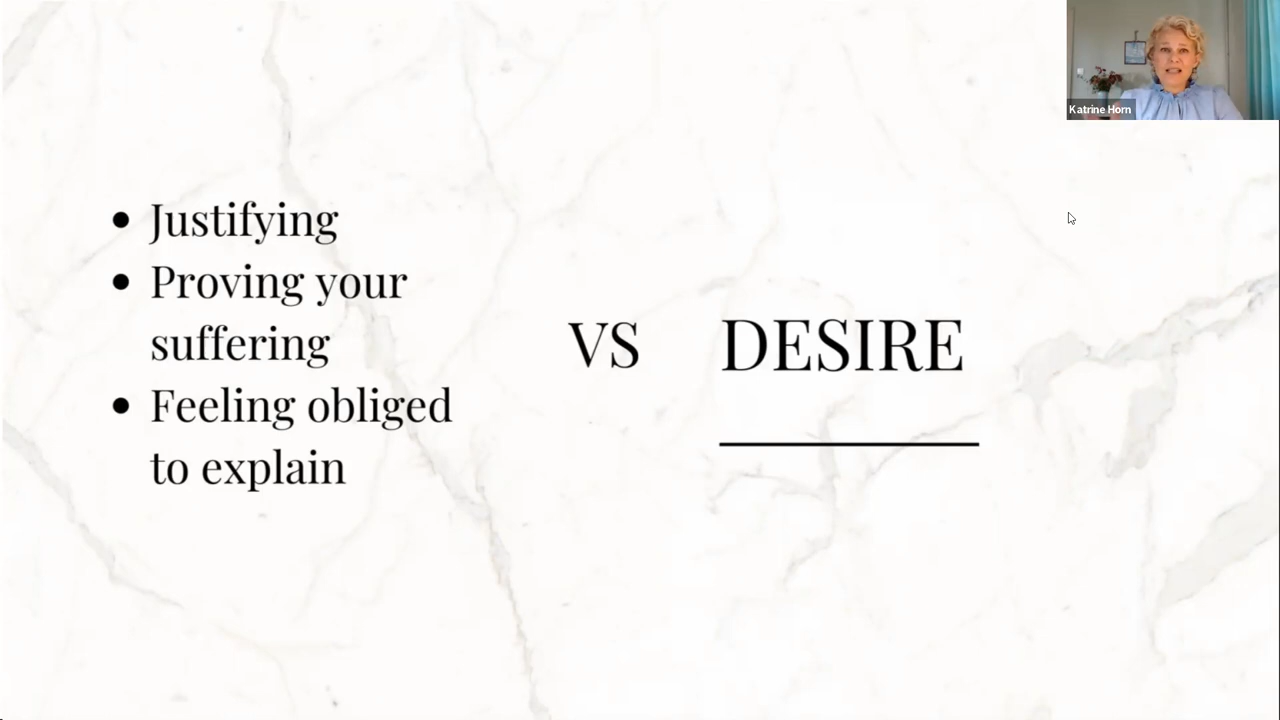 Katrine Horn
• Justifying
• Proving your
suffering
• Feeling obliged
to explain
VS
DESIRE